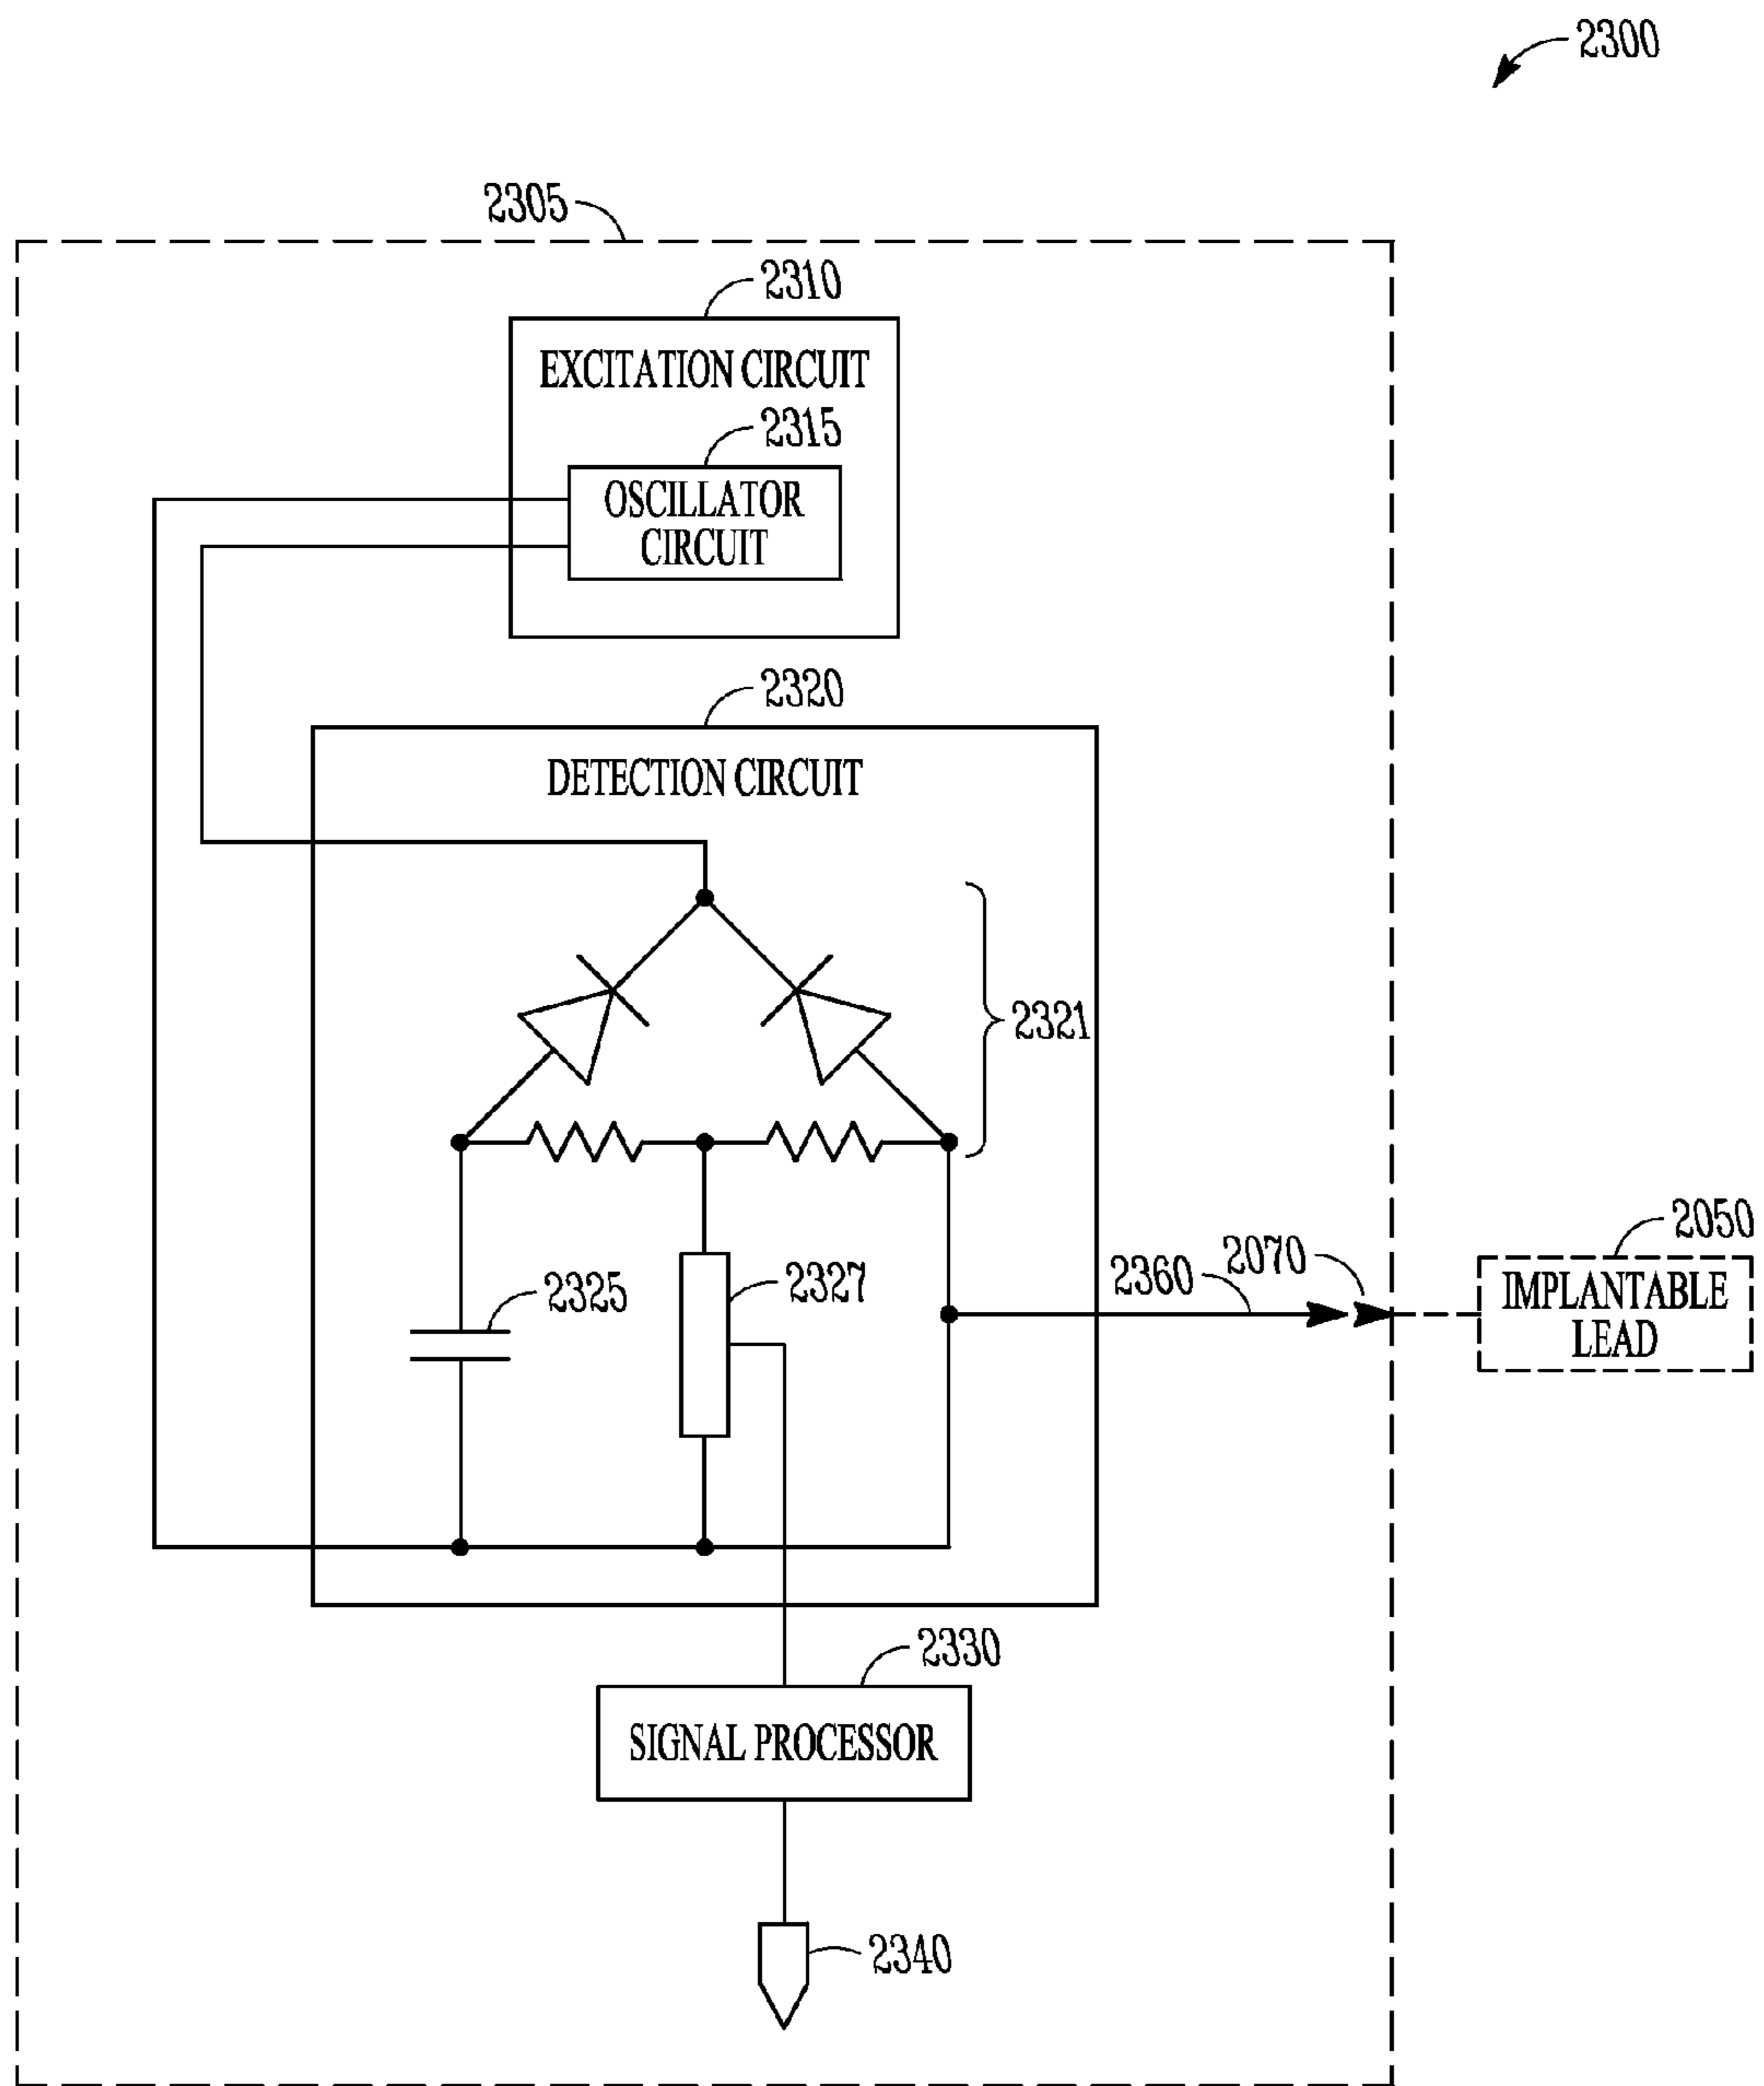 2300
2305
2310
EXCITATION CIRCUIT
2315
OSCILLATOR
CIRCUIT
2320
DETECTION CIRCUIT
2321
2325
2327
2360
2070
2050
IMPLANTABLE
LEAD
2330
SIGNAL PROCESSOR
2340